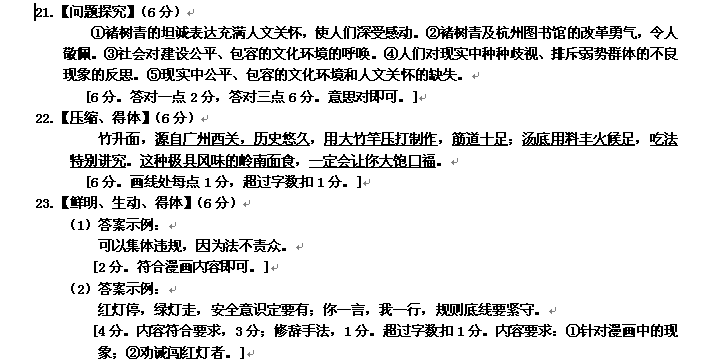 21.【问题探究】(6 分)
①褚树青的坦诚表达充满人文关怀，使人们深受感动。②褚树青及杭州图书馆的改革勇气，令人
敬佩。③社会对建设公平、包容的文化环境的呼唤。④人们对现实中种种歧视、排斥弱势群体的不良
现象的反思。⑤现实中公平、包容的文化环境和人文关怀的缺失。
[6 分。答对一点 2 分，答对三点 6 分。意思对即可。]
22.【压缩、得体】(6 分)
竹升面，源自广州西关，历史悠久，用大竹竿压打制作，筋道十足；汤底用料丰火候足，吃法
特别讲究。这种极具风味的岭南面食，一定会让你大饱口福。
[6 分。画线处每点 1 分，超过字数扣 1 分。]
23.【鲜明、生动、得体】(6 分)
(1) 答案示例：
可以集体违规，因为法不责众。
[2 分。符合漫画内容即可。]
(2) 答案示例：
红灯停，绿灯走，安全意识定要有；你一言，我一行，规则底线要紧守。
[4 分。内容符合要求，3 分；修辞手法，1 分。超过字数扣 1 分。内容要求：①针对漫画中的现
象；②劝诫闯红灯者。]